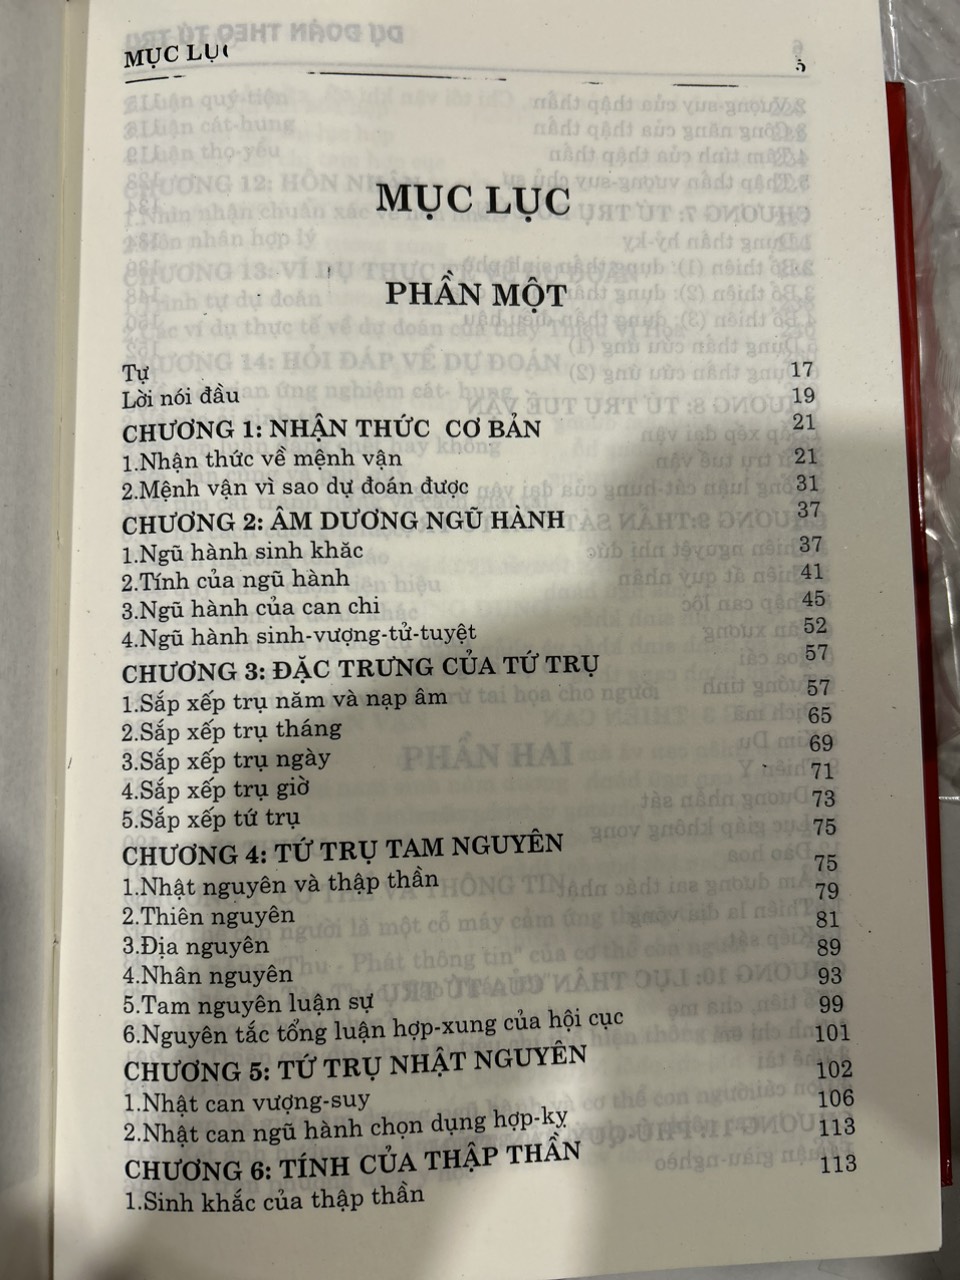 MỤC LỤC 5
MỤC LỤC
PHẦN MỘT
Tự 17
Lời nói đầu 19
CHƯƠNG 1: NHẬN THỨC CƠ BẢN 21
1.Nhận thức về mệnh vận 21
2.Mệnh vận vì sao dự đoán được 31
CHƯƠNG 2: ÂM DƯƠNG NGŨ HÀNH 37
1.Ngũ hành sinh khăc 37
2.Tính của ngũ hành 41
3.Ngũ hành của can chi 45
4.Ngũ hành sinh-vượng-tử-tuyệt 52
CHƯƠNG 3: ĐẶC TRƯNG CỦA TỨ TRỤ 57
1.Sắp xếp trụ năm và nạp âm 57
2.Sắp xếp trụ tháng 65
3.Sắp xếp trụ ngày 69
4.Sắp xếp trụ giờ 71
5.Sắp xếp tứ trụ 73
CHƯƠNG 4: TỨ TRỤ TAM NGUYÊN 75
1.Nhật nguyên và thập thần 75
2.Thiên nguyên 79
3.Địa nguyên 81
4.Nhân nguyên 89
5.Tam nguyên luận sự 93
6.Nguyên tắc tổng luận hợp-xung của hội cục 99
CHƯƠNG 5: TỨ TRỤ NHẬT NGUYÊN 101
1.Nhật can vượng-suy 102
2.Nhật can ngũ hành chọn dụng hợp-kỵ 106
CHƯƠNG 6: TÍNH CỦA THẬP THẦN 113
1.Sinh khắc của thập thần 113